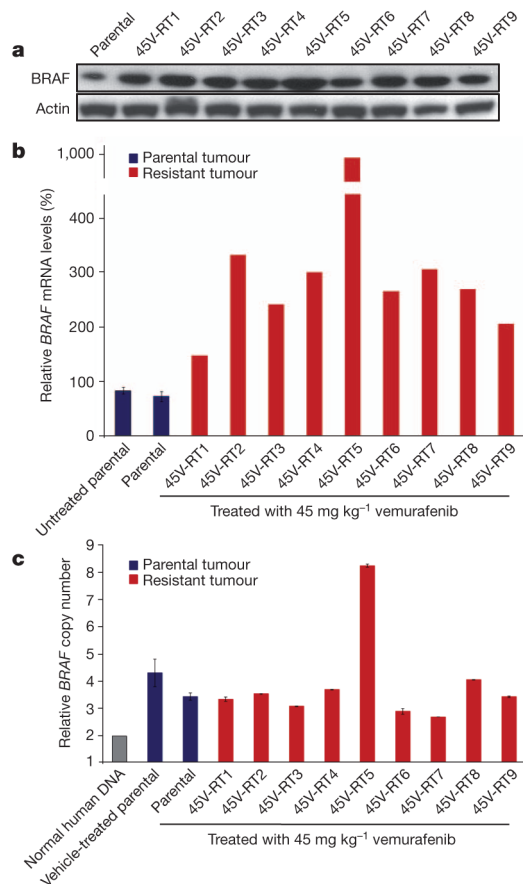 a
Parental 45V-RT1 45V-RT2 45V-RT3 45V-RT4 45V-RT5 45V-RT6 45V-RT7 45V-RT8 45V-RT9
BRAF
Actin
b
Parental tumour
Resistant tumour
Relative BRAF mRNA levels (%)
1,000
400
300
200
100
0
Untreated parental Parental 45V-RT1 45V-RT2 45V-RT3 45V-RT4 45V-RT5 45V-RT6 45V-RT7 45V-RT8 45V-RT9
Treated with 45 mg kg⁻¹ vemurafenib
c
Parental tumour
Resistant tumour
Relative BRAF copy number
9
8
7
6
5
4
3
2
1
Normal human DNA Vehicle-treated parental Parental 45V-RT1 45V-RT2 45V-RT3 45V-RT4 45V-RT5 45V-RT6 45V-RT7 45V-RT8 45V-RT9
Treated with 45 mg kg⁻¹ vemurafenib